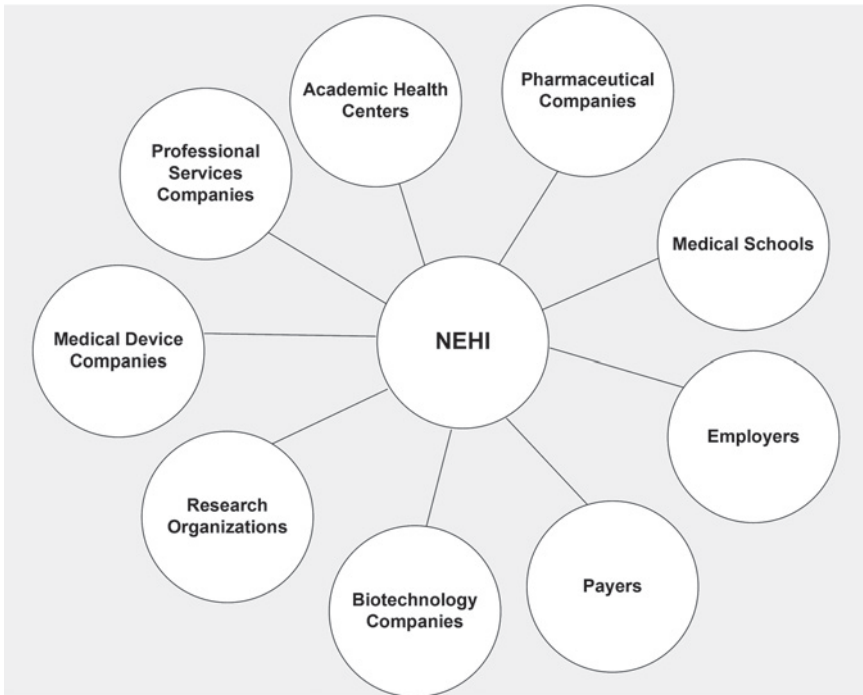 Academic Health
Centers
Pharmaceutical
Companies
Professional
Services
Companies
Medical Schools
NEHI
Medical Device
Companies
Employers
Research
Organizations
Biotechnology
Companies
Payers